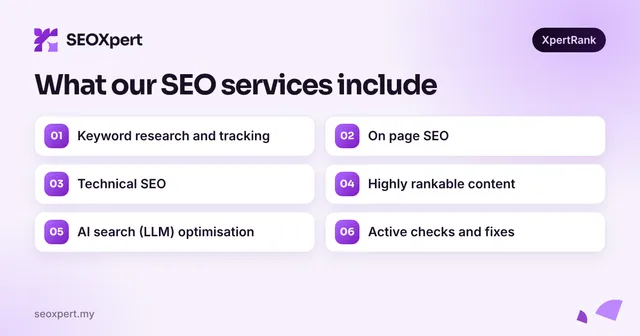 SEOXpert
XpertRank
What our SEO services include
01 Keyword research and tracking
02 On page SEO
03 Technical SEO
04 Highly rankable content
05 AI search (LLM) optimisation
06 Active checks and fixes
seoxpert.my